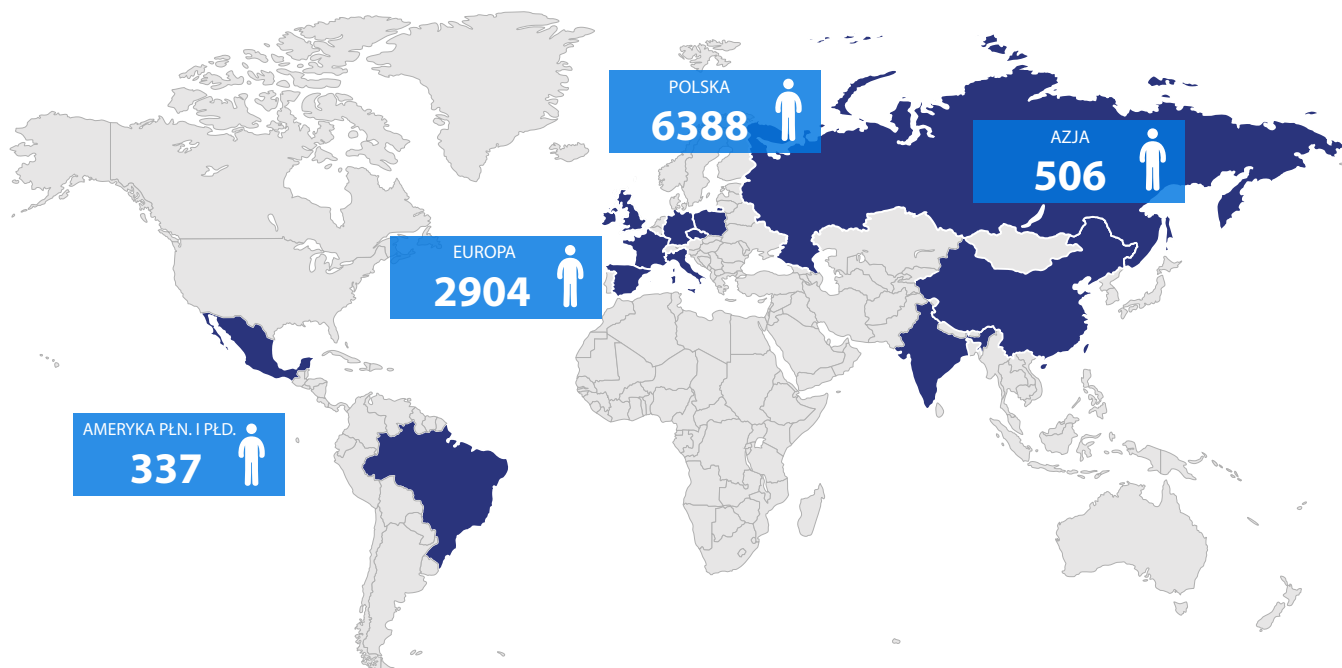 POLSKA
6388
AZJA
506
EUROPA
2904
AMERYKA PŁN. I PŁD.
337